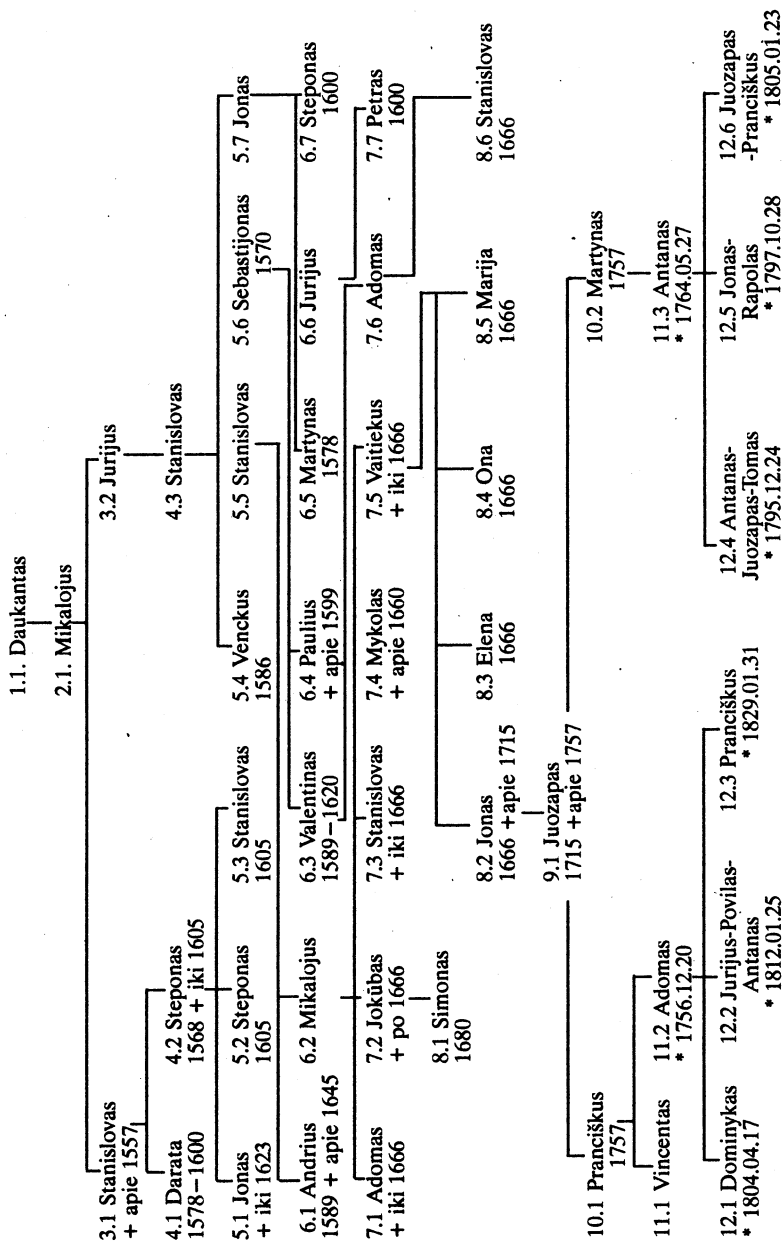 1.1. Daukantas
2.1. Mikalojus
3.1 Stanislovas
+ apie 1557
3.2 Jurijus
4.1 Darata
1578–1600
4.2 Steponas
1568 + iki 1605
4.3 Stanislovas
5.1 Jonas
+ iki 1623
5.2 Steponas
1605
5.3 Stanislovas
1605
5.4 Venckus
1586
5.5 Stanislovas
5.6 Sebastijonas
1570
5.7 Jonas
6.1 Andrius
1589 + apie 1645
6.2 Mikalojus
6.3 Valentinas
1589–1620
6.4 Paulius
+ apie 1599
6.5 Martynas
1578
6.6 Jurijus
6.7 Steponas
1600
7.1 Adomas
+ iki 1666
7.2 Jokūbas
+ po 1666
7.3 Stanislovas
+ iki 1666
7.4 Mykolas
+ apie 1660
7.5 Vaitiekus
+ iki 1666
7.6 Adomas
7.7 Petras
1600
8.1 Simonas
1680
8.2 Jonas
1666 +apie 1715
8.3 Elena
1666
8.4 Ona
1666
8.5 Marija
1666
8.6 Stanislovas
1666
9.1 Juozapas
1715 +apie 1757
10.1 Pranciškus
1757
10.2 Martynas
1757
11.1 Vincentas
11.2 Adomas
* 1756.12.20
11.3 Antanas
* 1764.05.27
12.1 Dominykas
* 1804.04.17
12.2 Jurijus-Povilas-
Antanas
* 1812.01.25
12.3 Pranciškus
* 1829.01.31
12.4 Antanas-
Juozapas-Tomas
* 1795.12.24
12.5 Jonas-
Rapolas
* 1797.10.28
12.6 Juozapas
-Pranciškus
* 1805.01.23